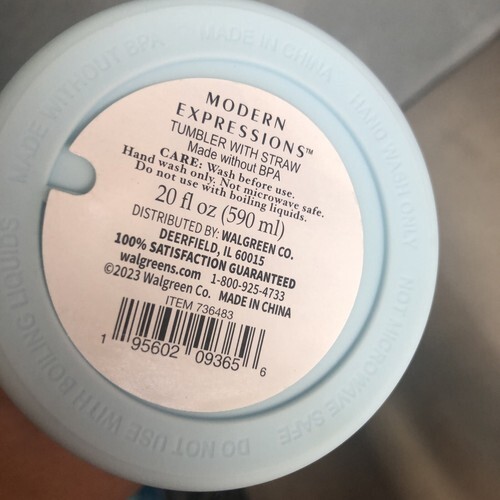 MODERN
EXPRESSIONS™
TUMBLER WITH STRAW
Made without BPA
CARE: Wash before use.
Hand wash only. Not microwave safe.
Do not use with boiling liquids.
20 fl oz (590 ml)
DISTRIBUTED BY: WALGREEN CO.
DEERFIELD, IL 60015
100% SATISFACTION GUARANTEED
walgreens.com 1-800-925-4733
©2023 Walgreen Co. MADE IN CHINA
ITEM 736483
1 95602 09365 6
MADE WITHOUT BPA
MADE IN CHINA
HAND WASH ONLY
NOT MICROWAVE SAFE
DO NOT USE WITH BOILING LIQUIDS